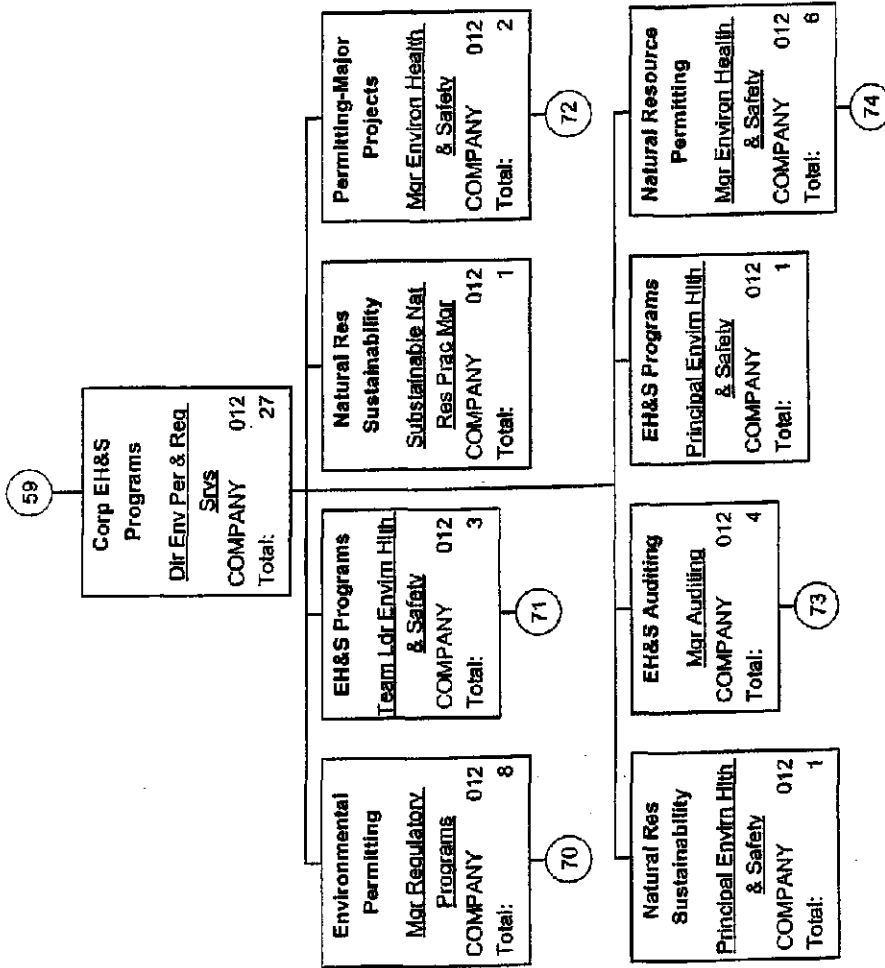 59
Corp EH&S
Programs
Dir Env Per & Reg
Srvs
COMPANY 012
Total: 27
Environmental
Permitting
Mgr Regulatory
Programs
COMPANY 012
Total: 8
70
EH&S Programs
Team Ldr Envirn Hlth
& Safety
COMPANY 012
Total: 3
71
Natural Res
Sustainability
Substainable Nat
Res Prac Mgr
COMPANY 012
Total: 1
Permitting-Major
Projects
Mgr Environ Health
& Safety
COMPANY 012
Total: 2
72
Natural Res
Sustainability
Principal Envirn Hlth
& Safety
COMPANY 012
Total: 1
EH&S Auditing
Mgr Auditing
COMPANY 012
Total: 4
73
EH&S Programs
Principal Envirn Hlth
& Safety
COMPANY 012
Total: 1
Natural Resource
Permitting
Mgr Environ Health
& Safety
COMPANY 012
Total: 6
74